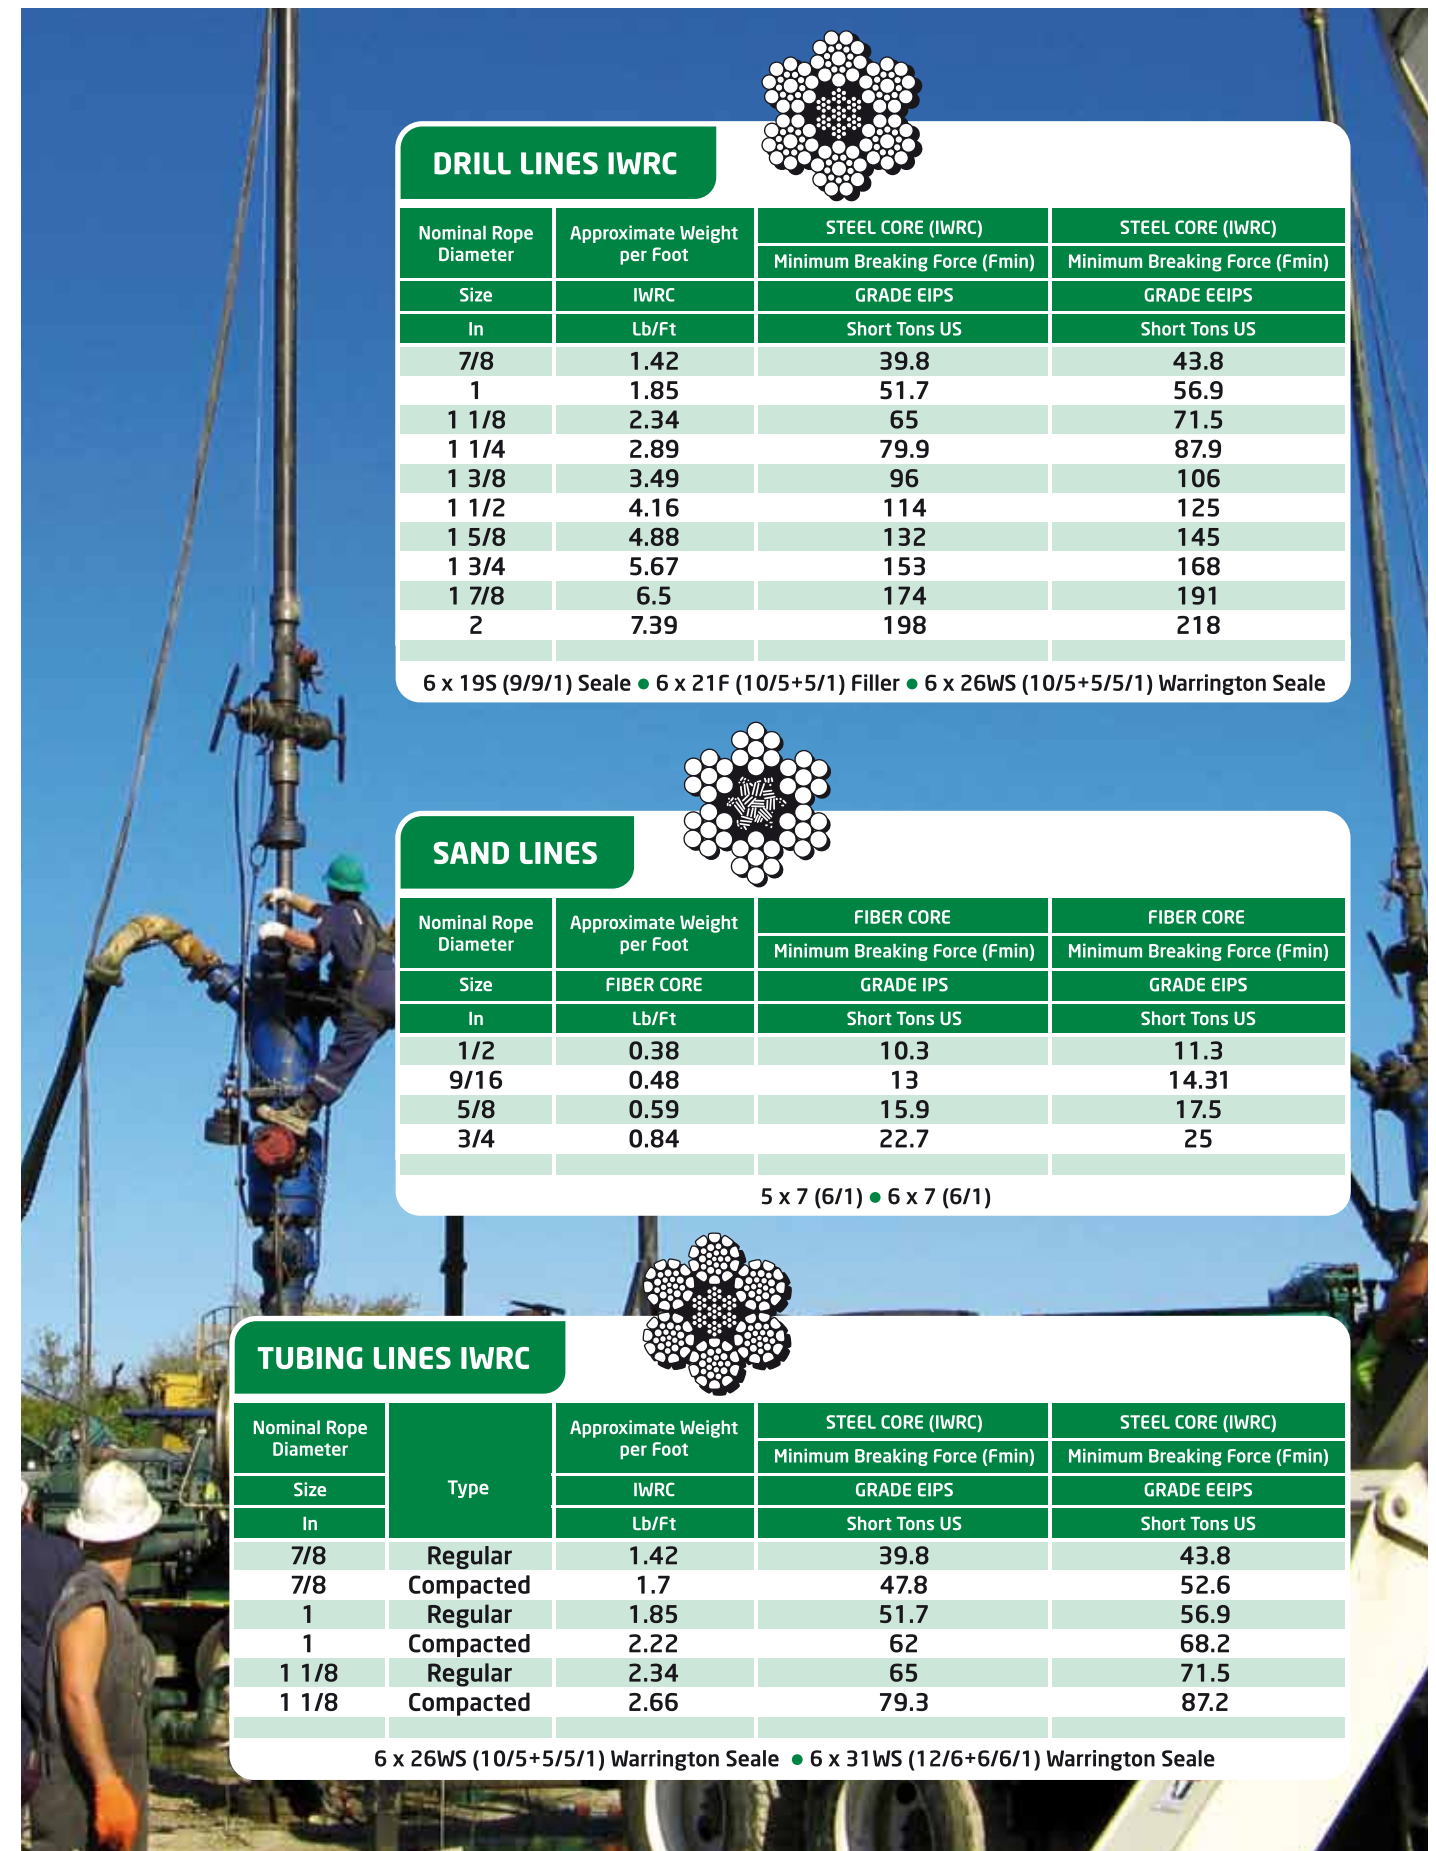 DRILL LINES IWRC
Nominal Rope Diameter | Approximate Weight per Foot | STEEL CORE (IWRC) | STEEL CORE (IWRC)
Minimum Breaking Force (Fmin) | Minimum Breaking Force (Fmin)
Size | IWRC | GRADE EIPS | GRADE EEIPS
In | Lb/Ft | Short Tons US | Short Tons US
7/8 | 1.42 | 39.8 | 43.8
1 | 1.85 | 51.7 | 56.9
1 1/8 | 2.34 | 65 | 71.5
1 1/4 | 2.89 | 79.9 | 87.9
1 3/8 | 3.49 | 96 | 106
1 1/2 | 4.16 | 114 | 125
1 5/8 | 4.88 | 132 | 145
1 3/4 | 5.67 | 153 | 168
1 7/8 | 6.5 | 174 | 191
2 | 7.39 | 198 | 218
6 x 19S (9/9/1) Seale ● 6 x 21F (10/5+5/1) Filler ● 6 x 26WS (10/5+5/5/1) Warrington Seale
SAND LINES
Nominal Rope Diameter | Approximate Weight per Foot | FIBER CORE | FIBER CORE
Minimum Breaking Force (Fmin) | Minimum Breaking Force (Fmin)
Size | FIBER CORE | GRADE IPS | GRADE EIPS
In | Lb/Ft | Short Tons US | Short Tons US
1/2 | 0.38 | 10.3 | 11.3
9/16 | 0.48 | 13 | 14.31
5/8 | 0.59 | 15.9 | 17.5
3/4 | 0.84 | 22.7 | 25
5 x 7 (6/1) ● 6 x 7 (6/1)
TUBING LINES IWRC
Nominal Rope Diameter | Type | Approximate Weight per Foot | STEEL CORE (IWRC) | STEEL CORE (IWRC)
Minimum Breaking Force (Fmin) | Minimum Breaking Force (Fmin)
Size | IWRC | GRADE EIPS | GRADE EEIPS
In | Lb/Ft | Short Tons US | Short Tons US
7/8 | Regular | 1.42 | 39.8 | 43.8
7/8 | Compacted | 1.7 | 47.8 | 52.6
1 | Regular | 1.85 | 51.7 | 56.9
1 | Compacted | 2.22 | 62 | 68.2
1 1/8 | Regular | 2.34 | 65 | 71.5
1 1/8 | Compacted | 2.66 | 79.3 | 87.2
6 x 26WS (10/5+5/5/1) Warrington Seale ● 6 x 31WS (12/6+6/6/1) Warrington Seale